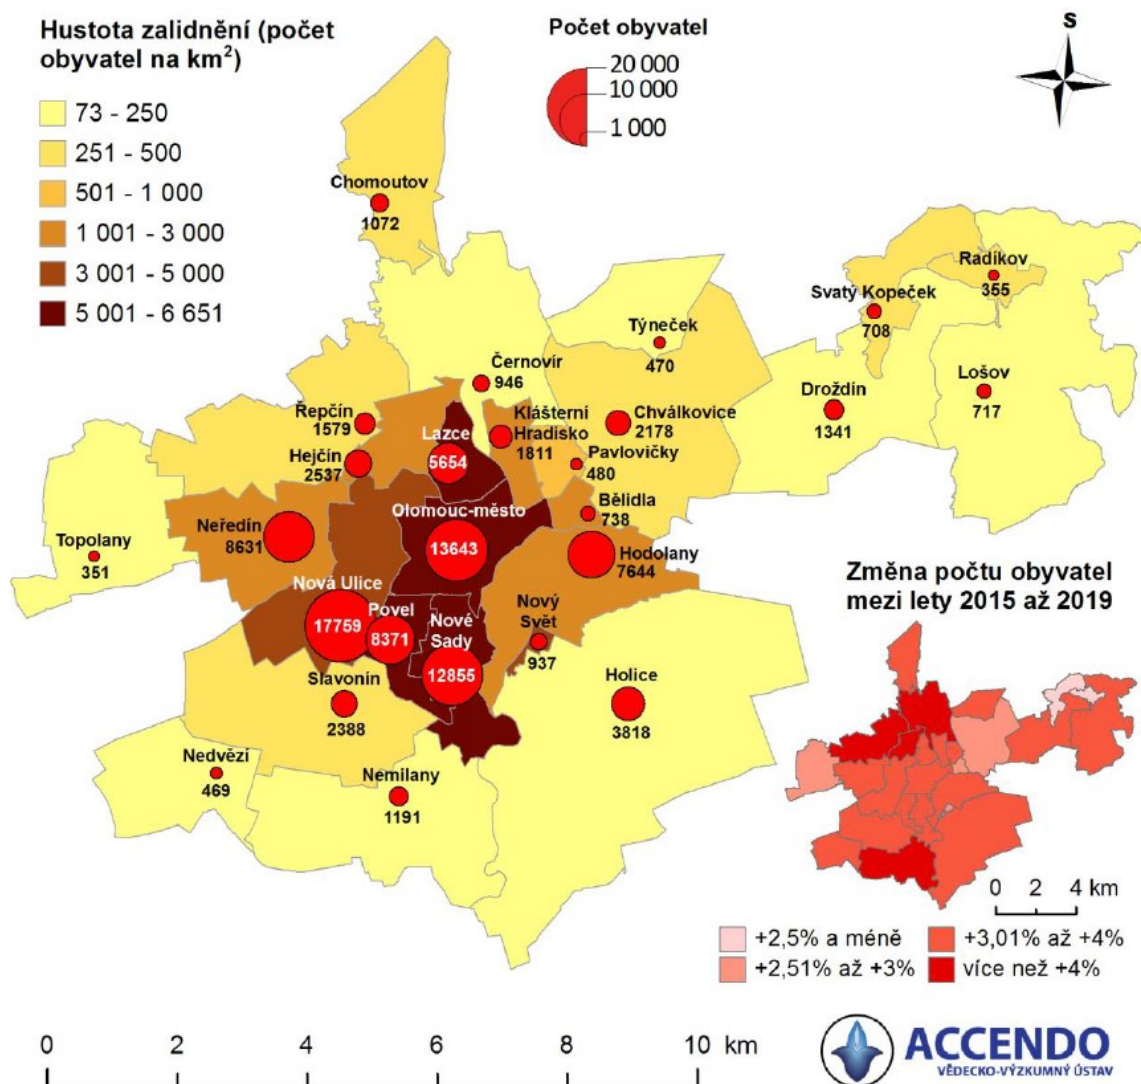 Hustota zalidnění (počet
obyvatel na km²)
73 - 250
251 - 500
501 - 1 000
1 001 - 3 000
3 001 - 5 000
5 001 - 6 651
Počet obyvatel
20 000
10 000
1 000
S
Chomoutov
1072
Radíkov
355
Svatý Kopeček
708
Týneček
470
Černovír
946
Droždín
1341
Lošov
717
Řepčín
1579
Klášterní
Hradisko
1811
Chválkovice
2178
Lazce
5654
Pavlovičky
480
Hejčín
2537
Bělidla
738
Olomouc-město
13643
Neředín
8631
Hodolany
7644
Topolany
351
Nová Ulice
17759
Povel
8371
Nové
Sady
12855
Nový
Svět
937
Slavonín
2388
Holice
3818
Nedvězí
469
Nemilany
1191
Změna počtu obyvatel
mezi lety 2015 až 2019
0 2 4 km
+2,5% a méně
+2,51% až +3%
+3,01% až +4%
více než +4%
0 2 4 6 8 10 km
ACCENDO
VĚDECKO-VÝZKUMNÝ ÚSTAV